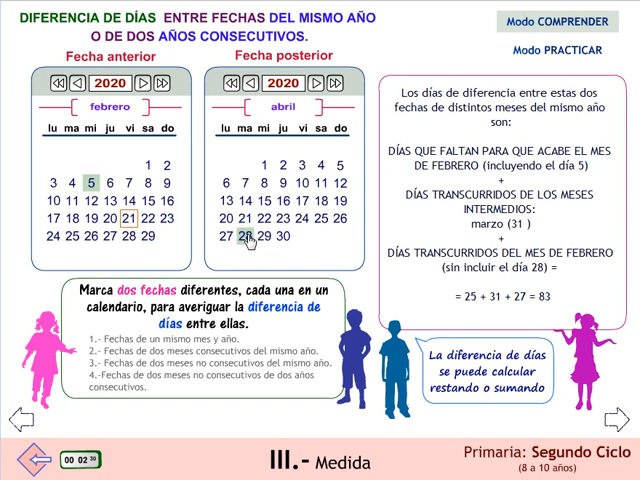 DIFERENCIA DE DÍAS ENTRE FECHAS DEL MISMO AÑO
O DE DOS AÑOS CONSECUTIVOS.
Modo COMPRENDER
Modo PRACTICAR
Fecha anterior
Fecha posterior
2020
febrero
lu ma mi ju vi sa do
1 2
3 4 5 6 7 8 9
10 11 12 13 14 15 16
17 18 19 20 21 22 23
24 25 26 27 28 29
2020
abril
lu ma mi ju vi sa do
1 2 3 4 5
6 7 8 9 10 11 12
13 14 15 16 17 18 19
20 21 22 23 24 25 26
27 28 29 30
Los días de diferencia entre estas dos
fechas de distintos meses del mismo año
son:
DÍAS QUE FALTAN PARA QUE ACABE EL MES
DE FEBRERO (incluyendo el día 5)
+
DÍAS TRANSCURRIDOS DE LOS MESES
INTERMEDIOS:
marzo (31 )
+
DÍAS TRANSCURRIDOS DEL MES DE FEBRERO
(sin incluir el día 28) =
= 25 + 31 + 27 = 83
Marca dos fechas diferentes, cada una en un
calendario, para averiguar la diferencia de
días entre ellas.
1.- Fechas de un mismo mes y año.
2.- Fechas de dos meses consecutivos del mismo año.
3.- Fechas de dos meses no consecutivos del mismo año.
4.-Fechas de dos meses no consecutivos de dos años
consecutivos.
La diferencia de días
se puede calcular
restando o sumando
00 02 30
III.- Medida
Primaria: Segundo Ciclo
(8 a 10 años)